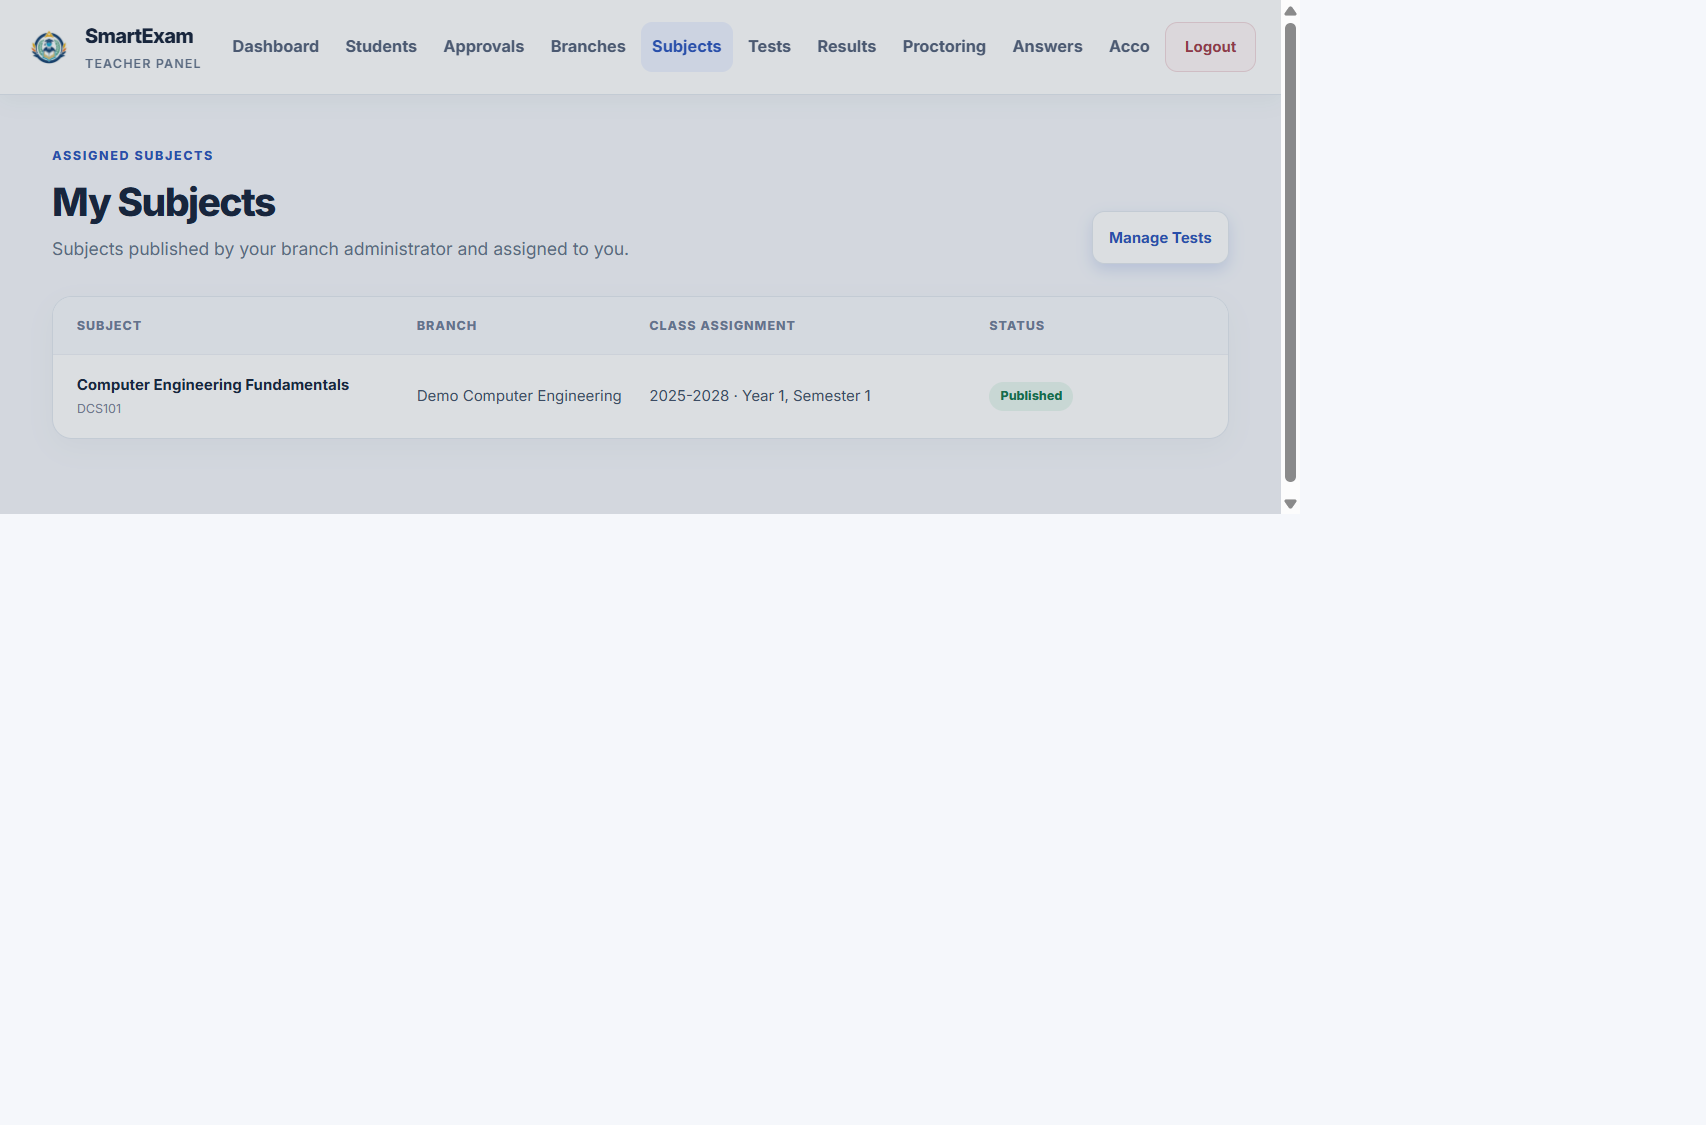 SmartExam
TEACHER PANEL
Dashboard Students Approvals Branches Subjects Tests Results Proctoring Answers Acco Logout
ASSIGNED SUBJECTS
My Subjects
Subjects published by your branch administrator and assigned to you.
Manage Tests
SUBJECT BRANCH CLASS ASSIGNMENT STATUS
Computer Engineering Fundamentals
DCS101
Demo Computer Engineering
2025-2028 · Year 1, Semester 1
Published